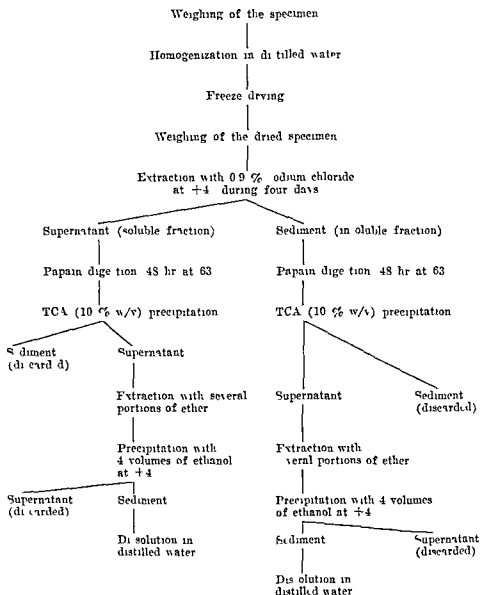 Weighing of the specimen
Homogenization in di tilled water
Freeze drying
Weighing of the dried specimen
Extraction with 0 9 % odium chloride
at +4 during four days
Supernatant (soluble fraction)
Sediment (in oluble fraction)
Papain dige tion 48 hr at 63
Papain dige tion 48 hr at 63
TCA (10 % w/v) precipitation
TCA (10 % w/v) precipitation
S diment
(di card d)
Supernatant
Supernatant
Sediment
(discarded)
Extraction with several
portions of ether
Extraction with
veral portions of ether
Precipitation with
4 volumes of ethanol
at +4
Precipitation with 4 volumes
of ethanol at +4
Supernatant
(di carded)
Sediment
Sediment
Supernatant
(discarded)
Di solution in
distilled water
Dis olution in
distilled water